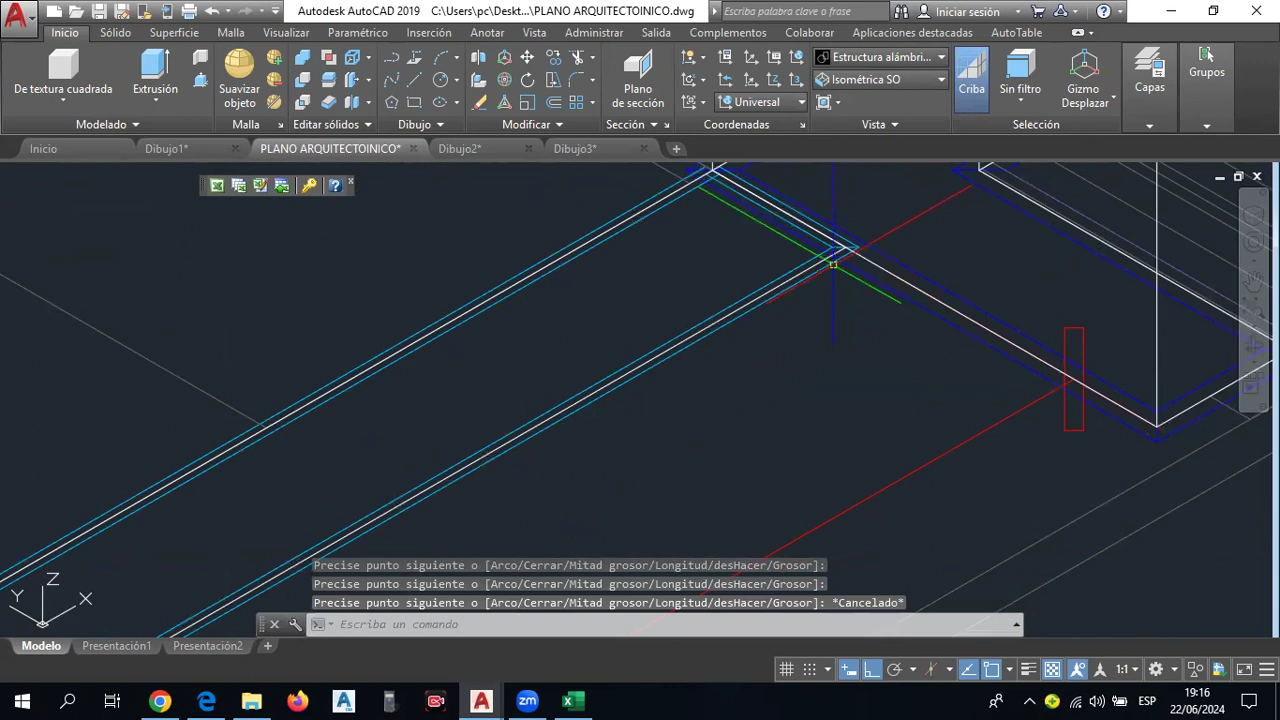 Autodesk AutoCAD 2019 C:\Users\pc\Deskt...\PLANO ARQUITECTOINICO.dwg
Escriba palabra clave o frase
Iniciar sesión
Inicio Sólido Superficie Malla Visualizar Paramétrico Inserción Anotar Vista Administrar Salida Complementos Colaborar Aplicaciones destacadas AutoTable
De textura cuadrada
Extrusión
Suavizar objeto
Plano de sección
Universal
Estructura alámbri...
Isométrica SO
Criba
Sin filtro
Gizmo Desplazar
Capas
Grupos
Modelado Malla Editar sólidos Dibujo Modificar Sección Coordenadas Vista Selección
Inicio Dibujo1* PLANO ARQUITECTOINICO* Dibujo2* Dibujo3*
Precise punto siguiente o [Arco/Cerrar/Mitad grosor/Longitud/desHacer/Grosor]:
Precise punto siguiente o [Arco/Cerrar/Mitad grosor/Longitud/desHacer/Grosor]:
Precise punto siguiente o [Arco/Cerrar/Mitad grosor/Longitud/desHacer/Grosor]: *Cancelado*
Z
Y
X
Escriba un comando
Modelo Presentación1 Presentación2
1:1
ESP
19:16
22/06/2024